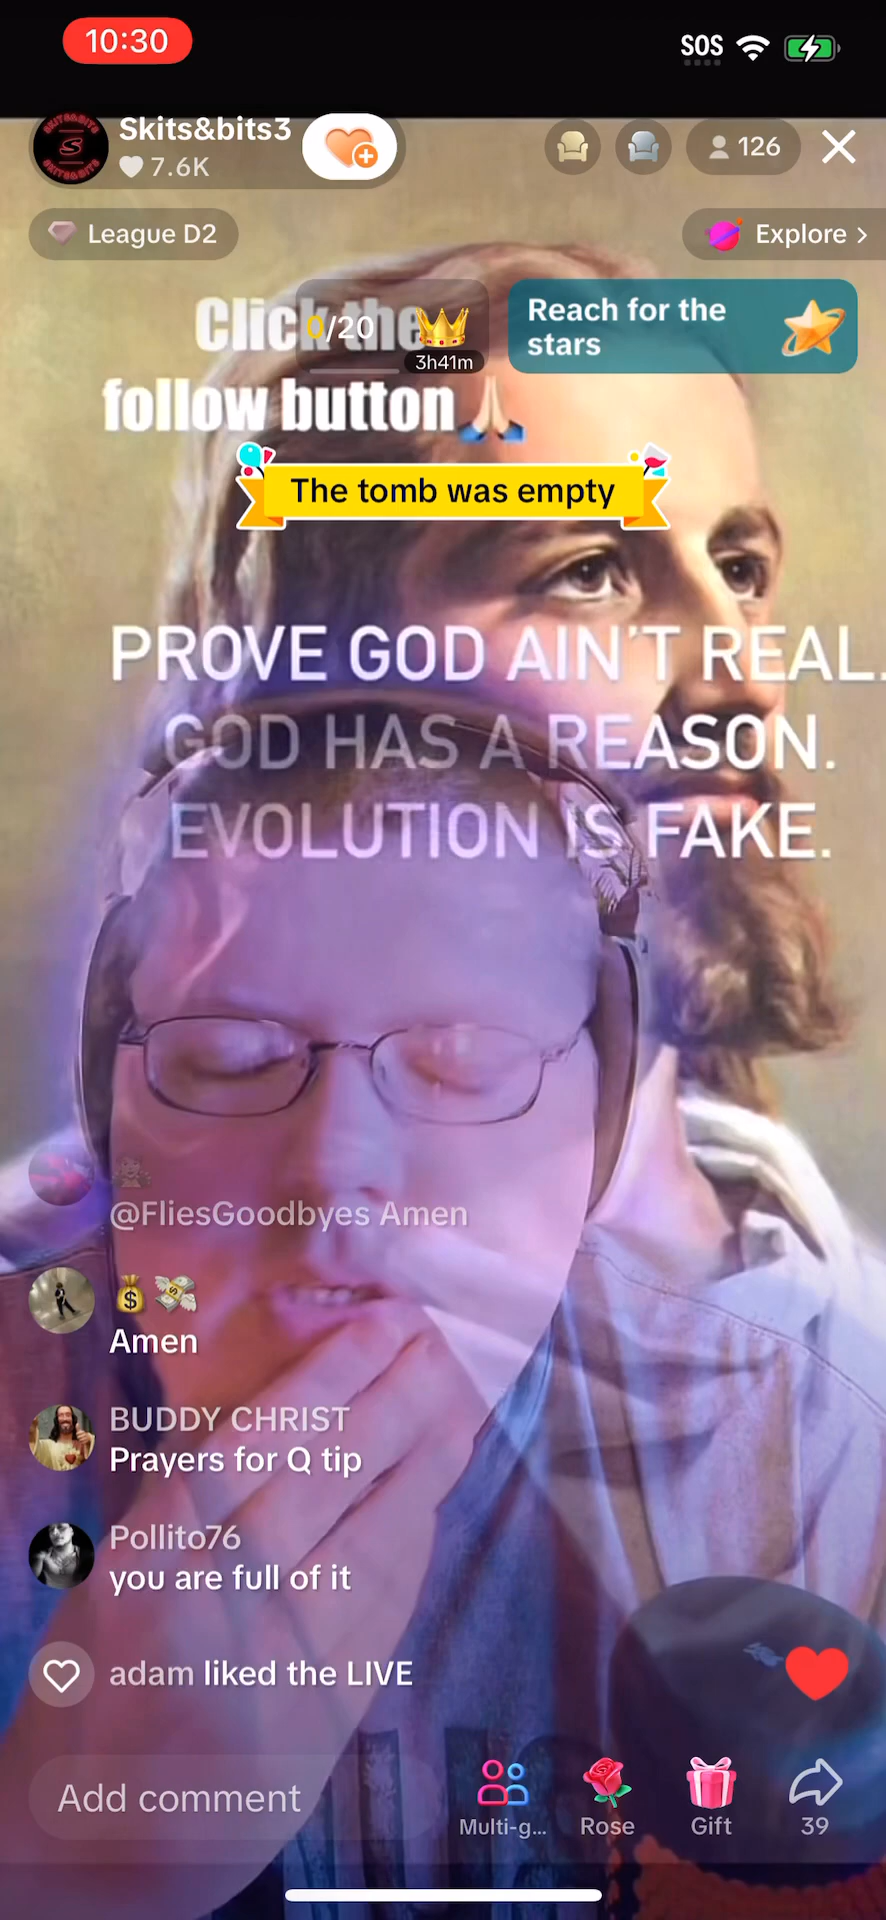 10:30
SOS
Skits&bits3
7.6K
126
League D2
Explore >
Click the
0/20
3h41m
Reach for the
stars
follow button
The tomb was empty
PROVE GOD AIN'T REAL.
GOD HAS A REASON.
EVOLUTION IS FAKE.
@FliesGoodbyes Amen
Amen
BUDDY CHRIST
Prayers for Q tip
Pollito76
you are full of it
adam liked the LIVE
Add comment
Multi-g...
Rose
Gift
39